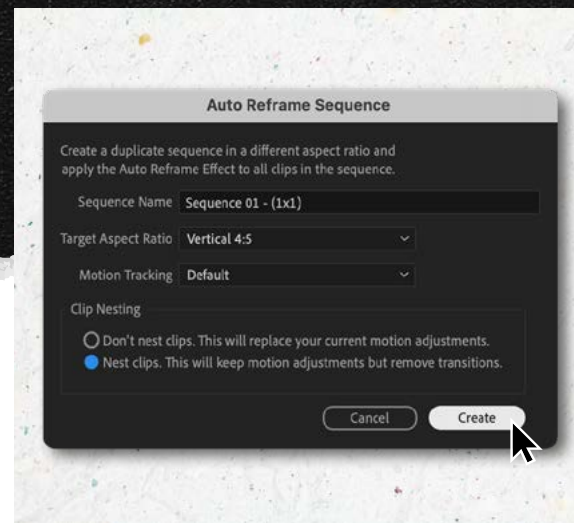 Auto Reframe Sequence
Create a duplicate sequence in a different aspect ratio and
apply the Auto Reframe Effect to all clips in the sequence.
Sequence Name Sequence 01 - (1x1)
Target Aspect Ratio Vertical 4:5
Motion Tracking Default
Clip Nesting
Don't nest clips. This will replace your current motion adjustments.
Nest clips. This will keep motion adjustments but remove transitions.
Cancel Create